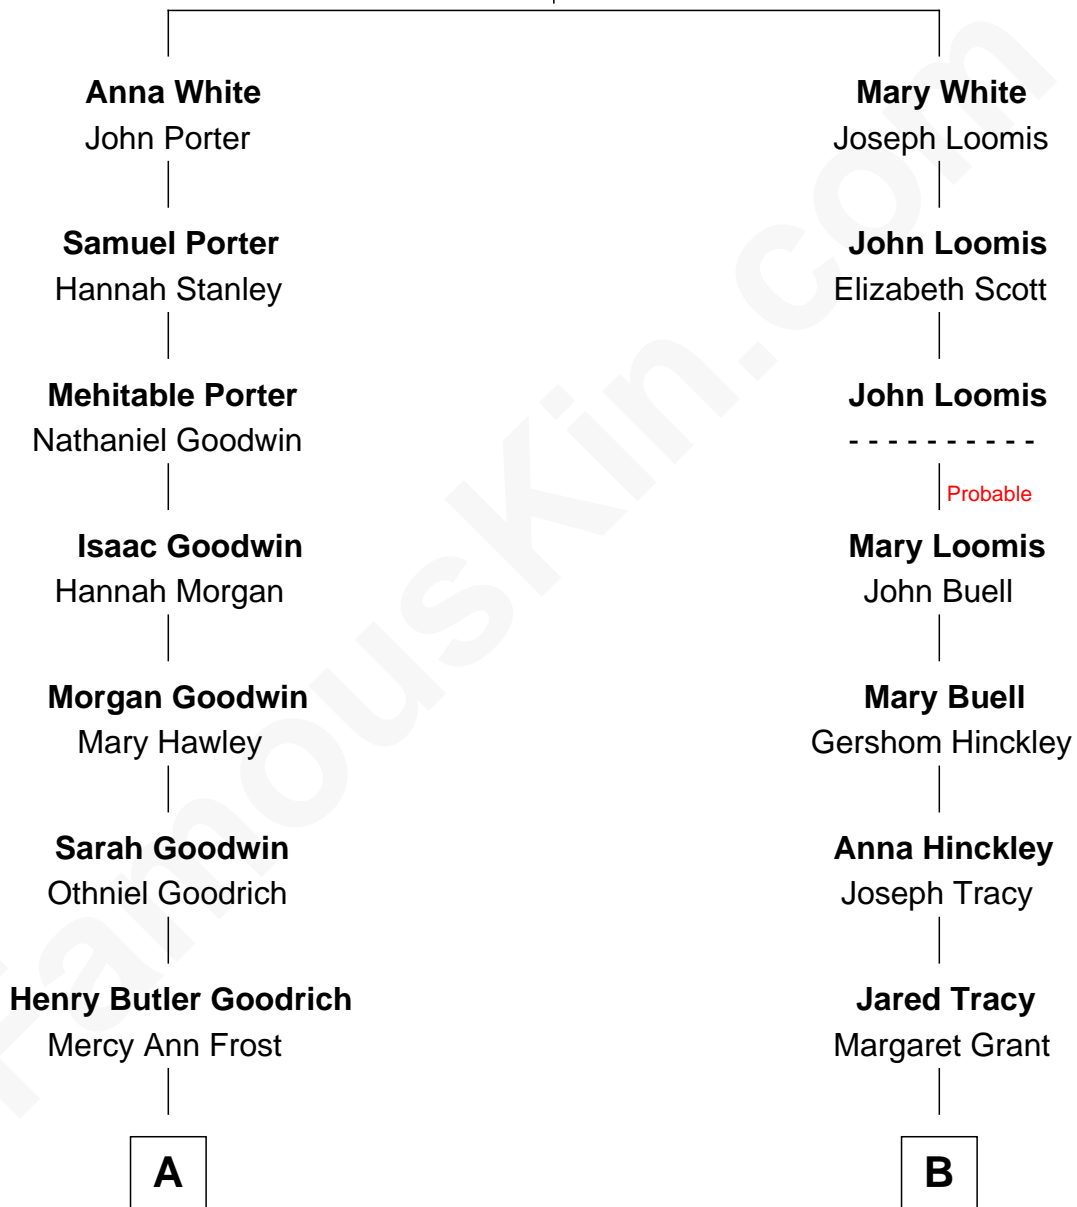 Anna White
John Porter
Samuel Porter
Hannah Stanley
Mehitable Porter
Nathaniel Goodwin
Isaac Goodwin
Hannah Morgan
Morgan Goodwin
Mary Hawley
Sarah Goodwin
Othniel Goodrich
Henry Butler Goodrich
Mercy Ann Frost
A
Mary White
Joseph Loomis
John Loomis
Elizabeth Scott
John Loomis
- - - - - - - - - -
Probable
Mary Loomis
John Buell
Mary Buell
Gershom Hinckley
Anna Hinckley
Joseph Tracy
Jared Tracy
Margaret Grant
B
FamousKin.com